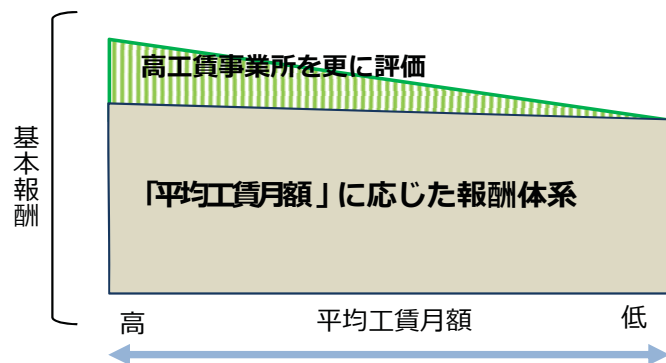 高工賃事業所を更に評価
基本報酬
「平均工賃月額」に応じた報酬体系
高
平均工賃月額
低